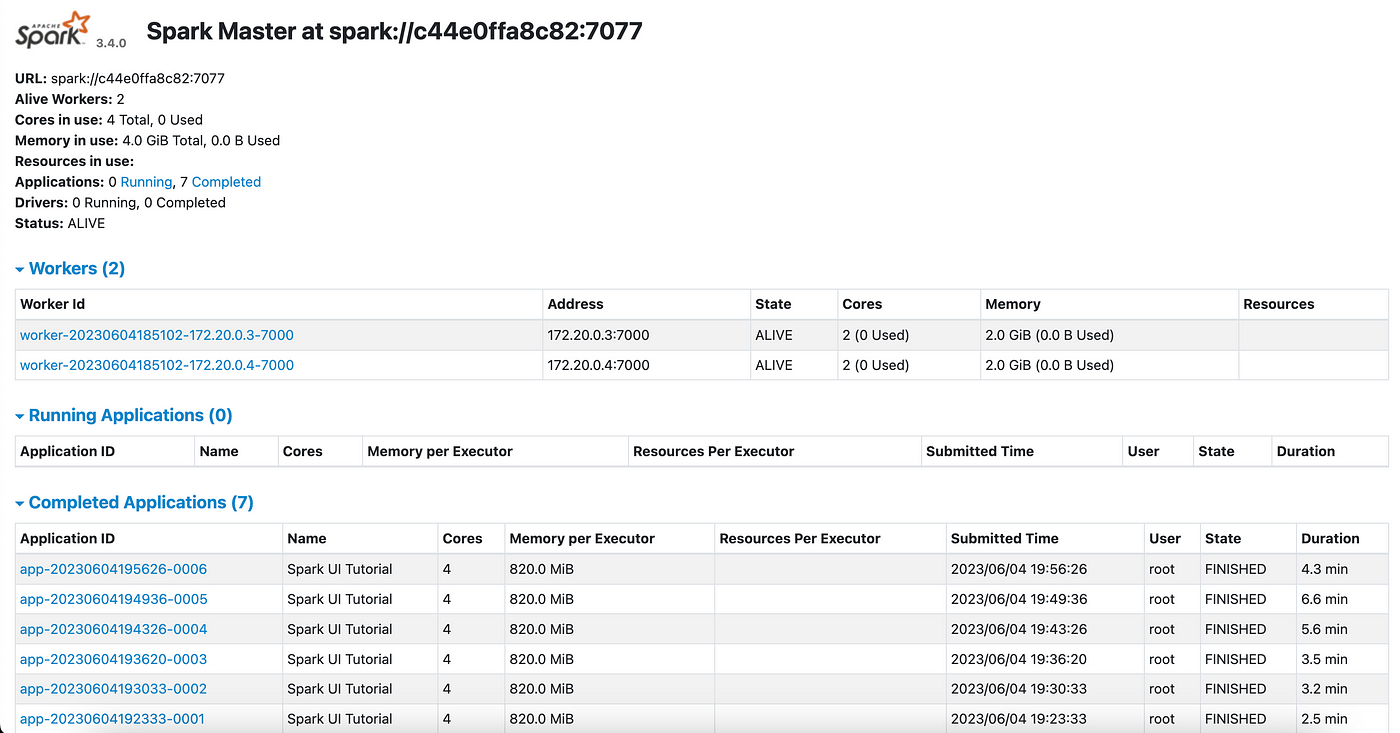 APACHE Spark 3.4.0 Spark Master at spark://c44e0ffa8c82:7077
URL: spark://c44e0ffa8c82:7077
Alive Workers: 2
Cores in use: 4 Total, 0 Used
Memory in use: 4.0 GiB Total, 0.0 B Used
Resources in use:
Applications: 0 Running, 7 Completed
Drivers: 0 Running, 0 Completed
Status: ALIVE
Workers (2)
Worker Id Address State Cores Memory Resources
worker-20230604185102-172.20.0.3-7000 172.20.0.3:7000 ALIVE 2 (0 Used) 2.0 GiB (0.0 B Used)
worker-20230604185102-172.20.0.4-7000 172.20.0.4:7000 ALIVE 2 (0 Used) 2.0 GiB (0.0 B Used)
Running Applications (0)
Application ID Name Cores Memory per Executor Resources Per Executor Submitted Time User State Duration
Completed Applications (7)
Application ID Name Cores Memory per Executor Resources Per Executor Submitted Time User State Duration
app-20230604195626-0006 Spark UI Tutorial 4 820.0 MiB 2023/06/04 19:56:26 root FINISHED 4.3 min
app-20230604194936-0005 Spark UI Tutorial 4 820.0 MiB 2023/06/04 19:49:36 root FINISHED 6.6 min
app-20230604194326-0004 Spark UI Tutorial 4 820.0 MiB 2023/06/04 19:43:26 root FINISHED 5.6 min
app-20230604193620-0003 Spark UI Tutorial 4 820.0 MiB 2023/06/04 19:36:20 root FINISHED 3.5 min
app-20230604193033-0002 Spark UI Tutorial 4 820.0 MiB 2023/06/04 19:30:33 root FINISHED 3.2 min
app-20230604192333-0001 Spark UI Tutorial 4 820.0 MiB 2023/06/04 19:23:33 root FINISHED 2.5 min